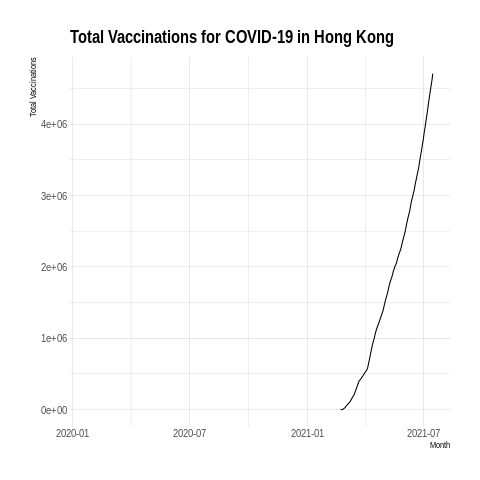 Total Vaccinations for COVID-19 in Hong Kong
Total Vaccinations
4e+06
3e+06
2e+06
1e+06
0e+00
2020-01 2020-07 2021-01 2021-07
Month